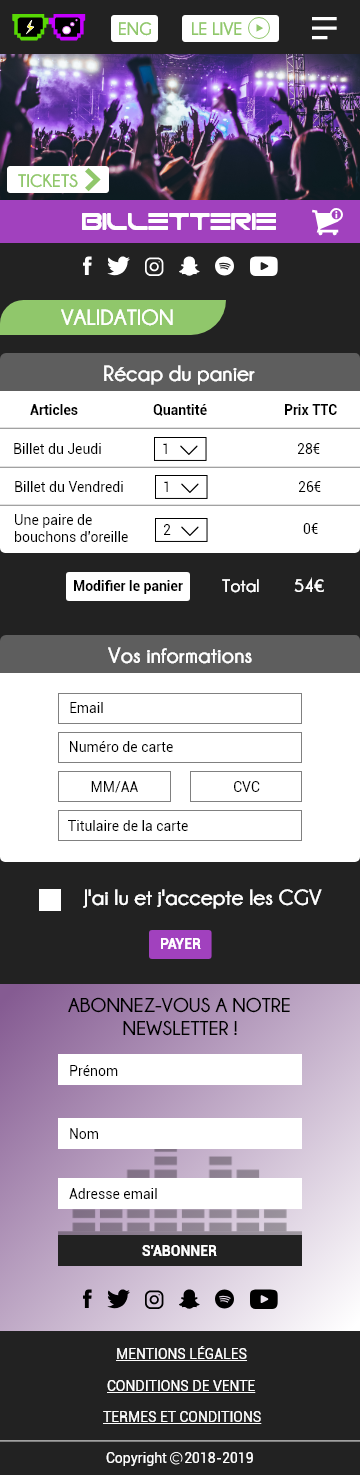 ENG LE LIVE
TICKETS
BILLETTERIE
VALIDATION
Récap du panier
Articles Quantité Prix TTC
Billet du Jeudi 1 28€
Billet du Vendredi 1 26€
Une paire de
bouchons d'oreille 2 0€
Modifier le panier Total 54€
Vos informations
Email
Numéro de carte
MM/AA CVC
Titulaire de la carte
J'ai lu et j'accepte les CGV
PAYER
ABONNEZ-VOUS A NOTRE
NEWSLETTER !
Prénom
Nom
Adresse email
S'ABONNER
MENTIONS LÉGALES
CONDITIONS DE VENTE
TERMES ET CONDITIONS
Copyright ©2018-2019